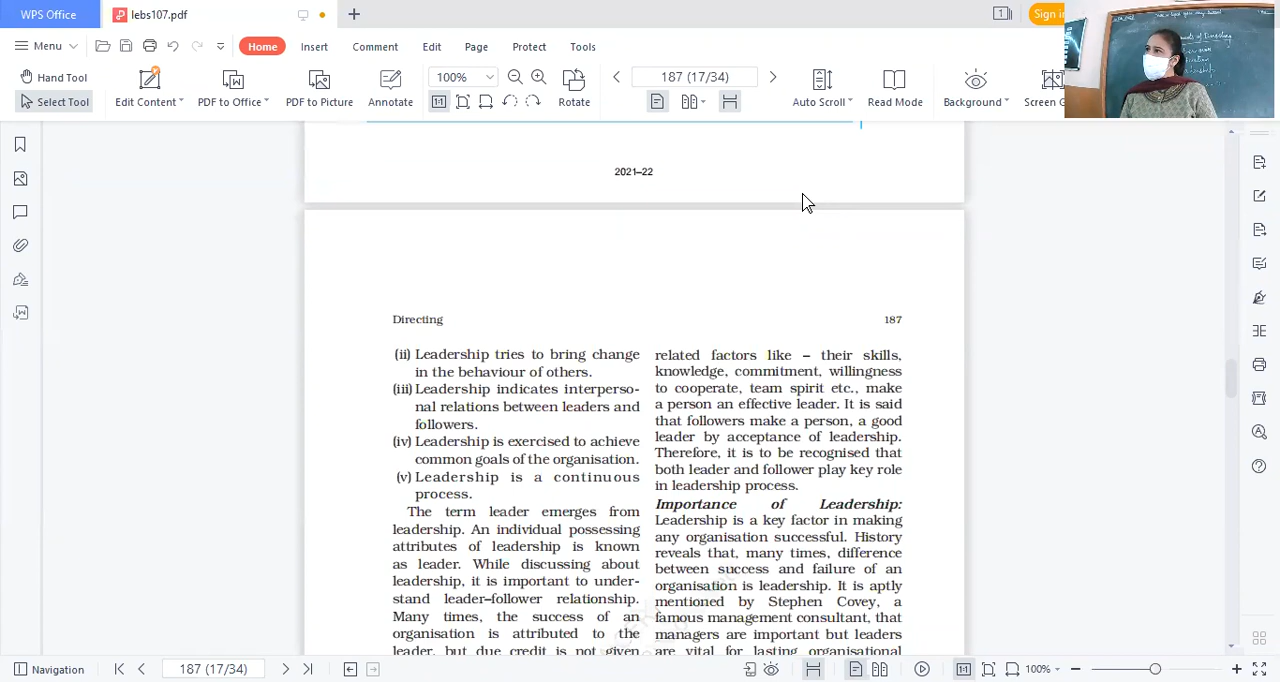 WPS Office
lebs107.pdf
1
Sign in
Menu
Home
Insert
Comment
Edit
Page
Protect
Tools
Hand Tool
Select Tool
Edit Content
PDF to Office
PDF to Picture
Annotate
100%
Rotate
187 (17/34)
Auto Scroll
Read Mode
Background
Screen G
2021–22
Directing
187
(ii) Leadership tries to bring change
in the behaviour of others.
(iii) Leadership indicates interperso-
nal relations between leaders and
followers.
(iv) Leadership is exercised to achieve
common goals of the organisation.
(v) Leadership is a continuous
process.
The term leader emerges from
leadership. An individual possessing
attributes of leadership is known
as leader. While discussing about
leadership, it is important to under-
stand leader–follower relationship.
Many times, the success of an
organisation is attributed to the
leader, but due credit is not given
related factors like – their skills,
knowledge, commitment, willingness
to cooperate, team spirit etc., make
a person an effective leader. It is said
that followers make a person, a good
leader by acceptance of leadership.
Therefore, it is to be recognised that
both leader and follower play key role
in leadership process.
Importance of Leadership:
Leadership is a key factor in making
any organisation successful. History
reveals that, many times, difference
between success and failure of an
organisation is leadership. It is aptly
mentioned by Stephen Covey, a
famous management consultant, that
managers are important but leaders
are vital for lasting organisational
Navigation
187 (17/34)
100%